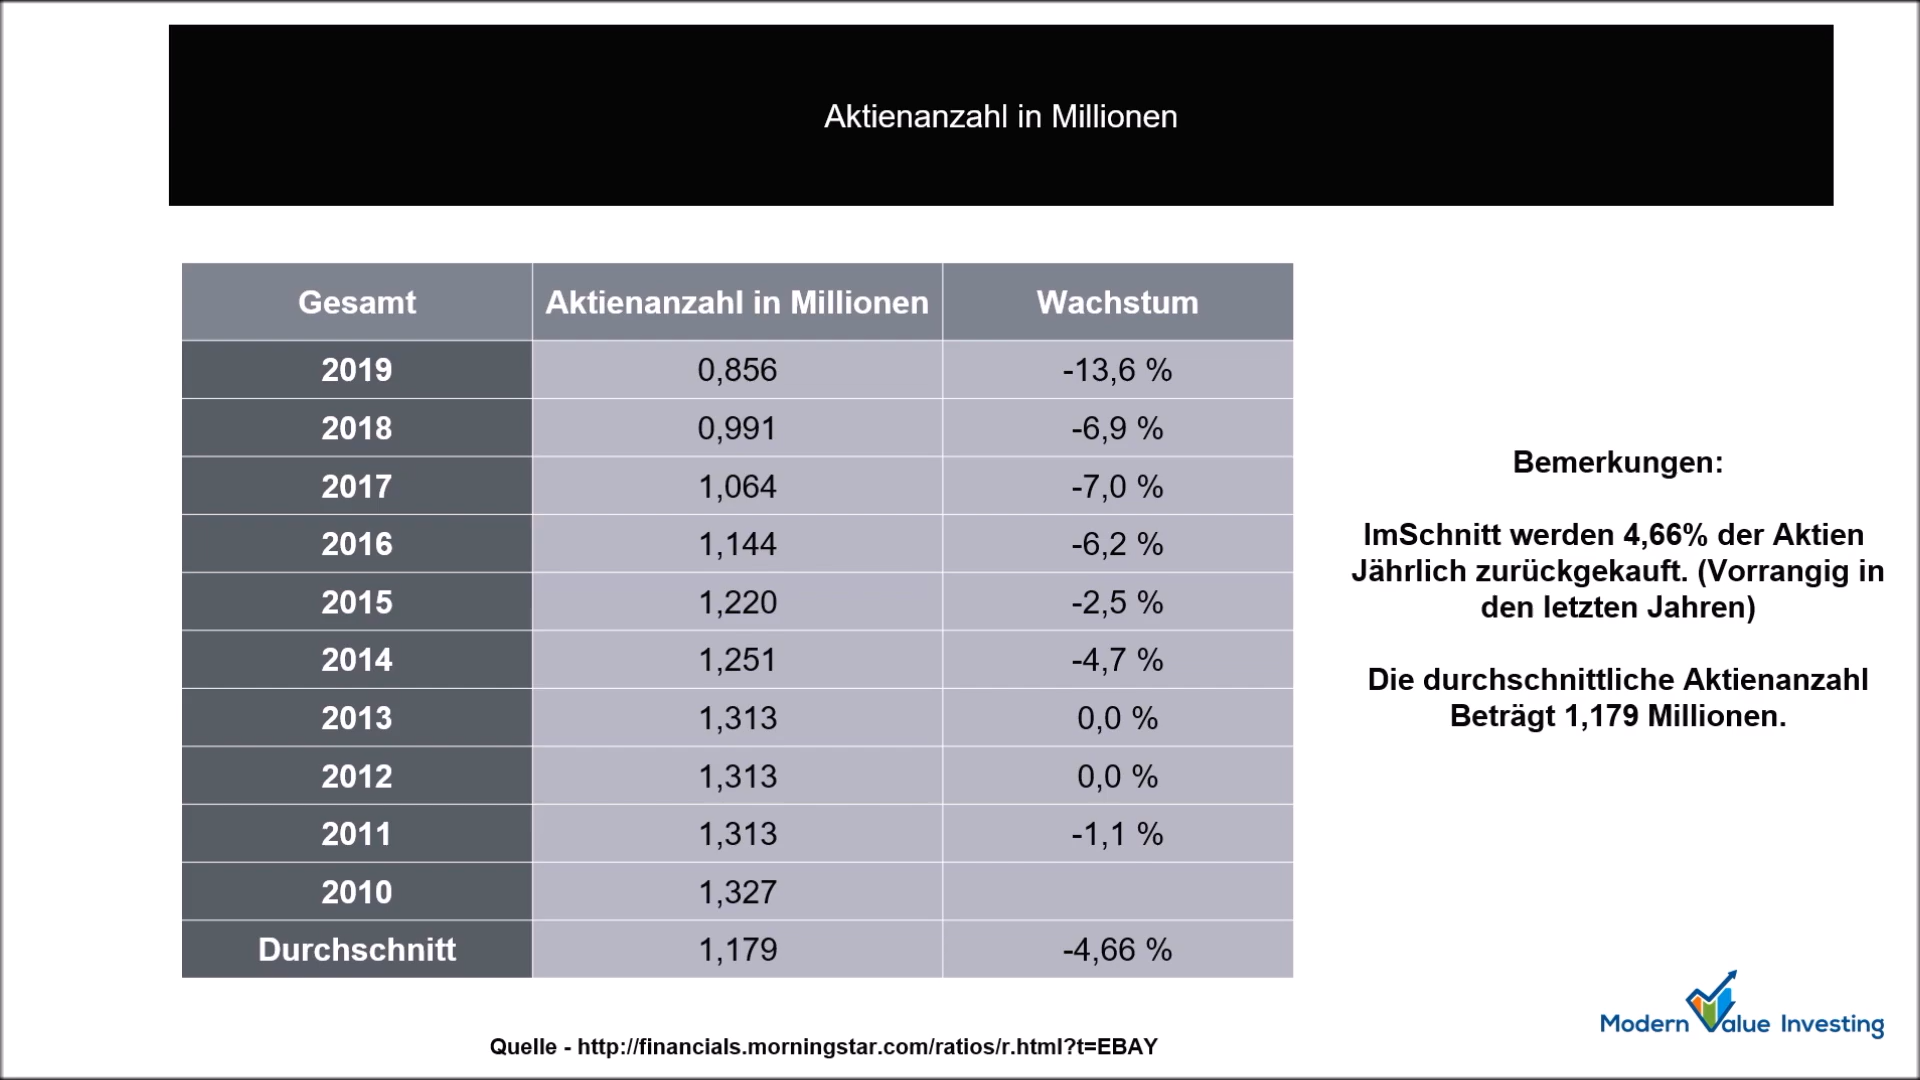 Aktienanzahl in Millionen
Gesamt Aktienanzahl in Millionen Wachstum
2019 0,856 -13,6 %
2018 0,991 -6,9 %
2017 1,064 -7,0 %
2016 1,144 -6,2 %
2015 1,220 -2,5 %
2014 1,251 -4,7 %
2013 1,313 0,0 %
2012 1,313 0,0 %
2011 1,313 -1,1 %
2010 1,327
Durchschnitt 1,179 -4,66 %
Bemerkungen:
ImSchnitt werden 4,66% der Aktien
Jährlich zurückgekauft. (Vorrangig in
den letzten Jahren)
Die durchschnittliche Aktienanzahl
Beträgt 1,179 Millionen.
Quelle - http://financials.morningstar.com/ratios/r.html?t=EBAY
Modern Value Investing